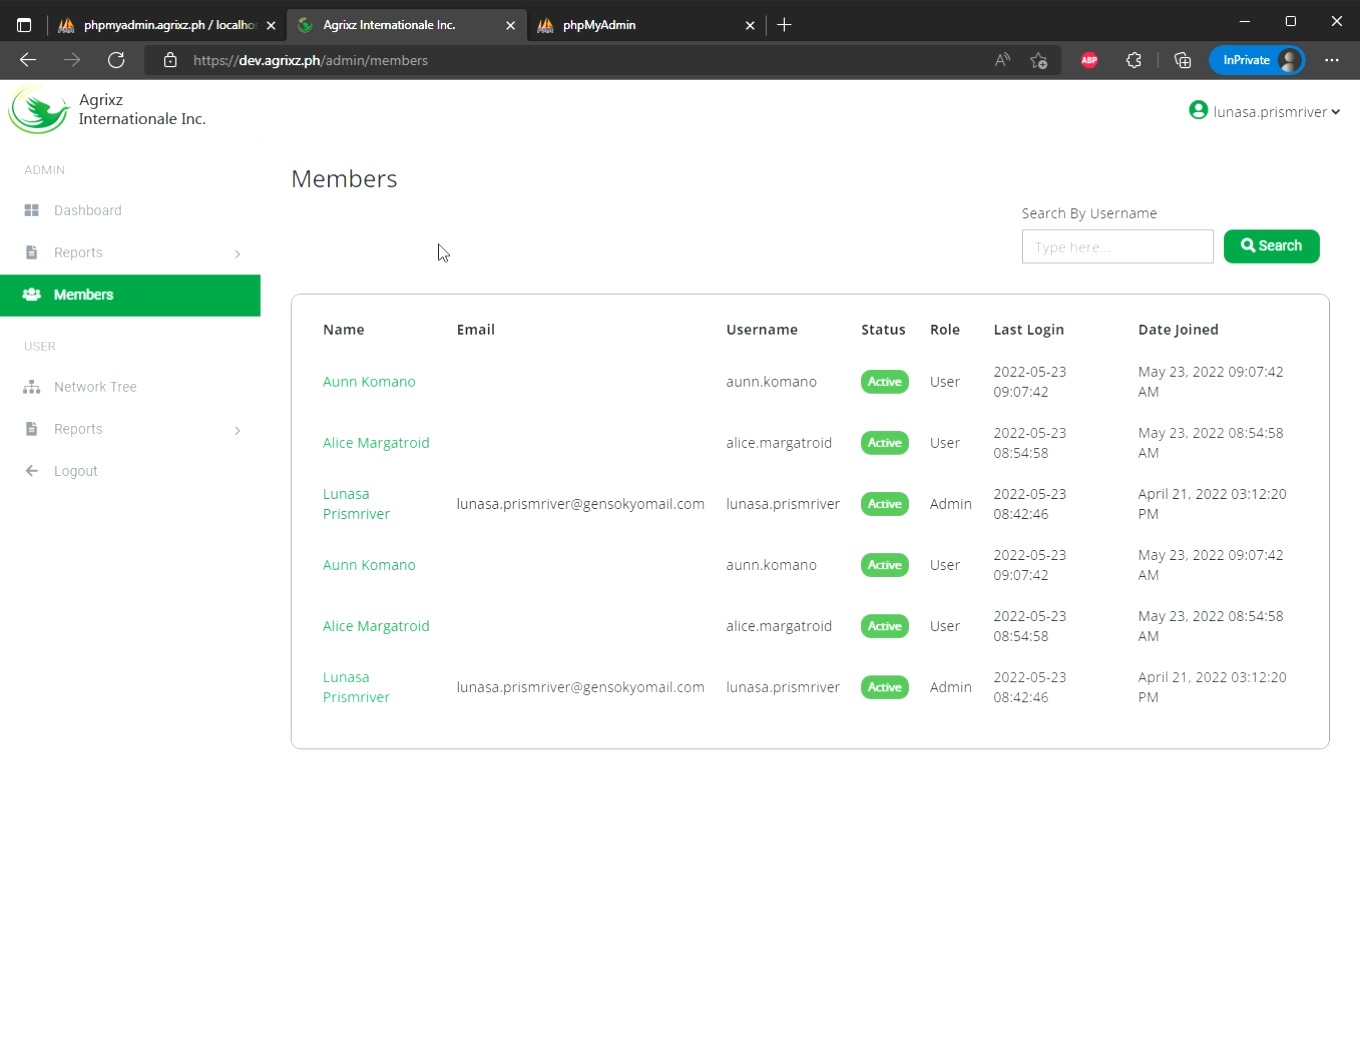 phpmyadmin.agrixz.ph / localho
Agrixz Internationale Inc.
phpMyAdmin
https://dev.agrixz.ph/admin/members
ABP
InPrivate
Agrixz
Internationale Inc.
lunasa.prismriver
ADMIN
Dashboard
Reports
Members
USER
Network Tree
Reports
Logout
Members
Search By Username
Type here...
Search
Name Email Username Status Role Last Login Date Joined
Aunn Komano aunn.komano Active User 2022-05-23 09:07:42 May 23, 2022 09:07:42 AM
Alice Margatroid alice.margatroid Active User 2022-05-23 08:54:58 May 23, 2022 08:54:58 AM
Lunasa Prismriver lunasa.prismriver@gensokyomail.com lunasa.prismriver Active Admin 2022-05-23 08:42:46 April 21, 2022 03:12:20 PM
Aunn Komano aunn.komano Active User 2022-05-23 09:07:42 May 23, 2022 09:07:42 AM
Alice Margatroid alice.margatroid Active User 2022-05-23 08:54:58 May 23, 2022 08:54:58 AM
Lunasa Prismriver lunasa.prismriver@gensokyomail.com lunasa.prismriver Active Admin 2022-05-23 08:42:46 April 21, 2022 03:12:20 PM